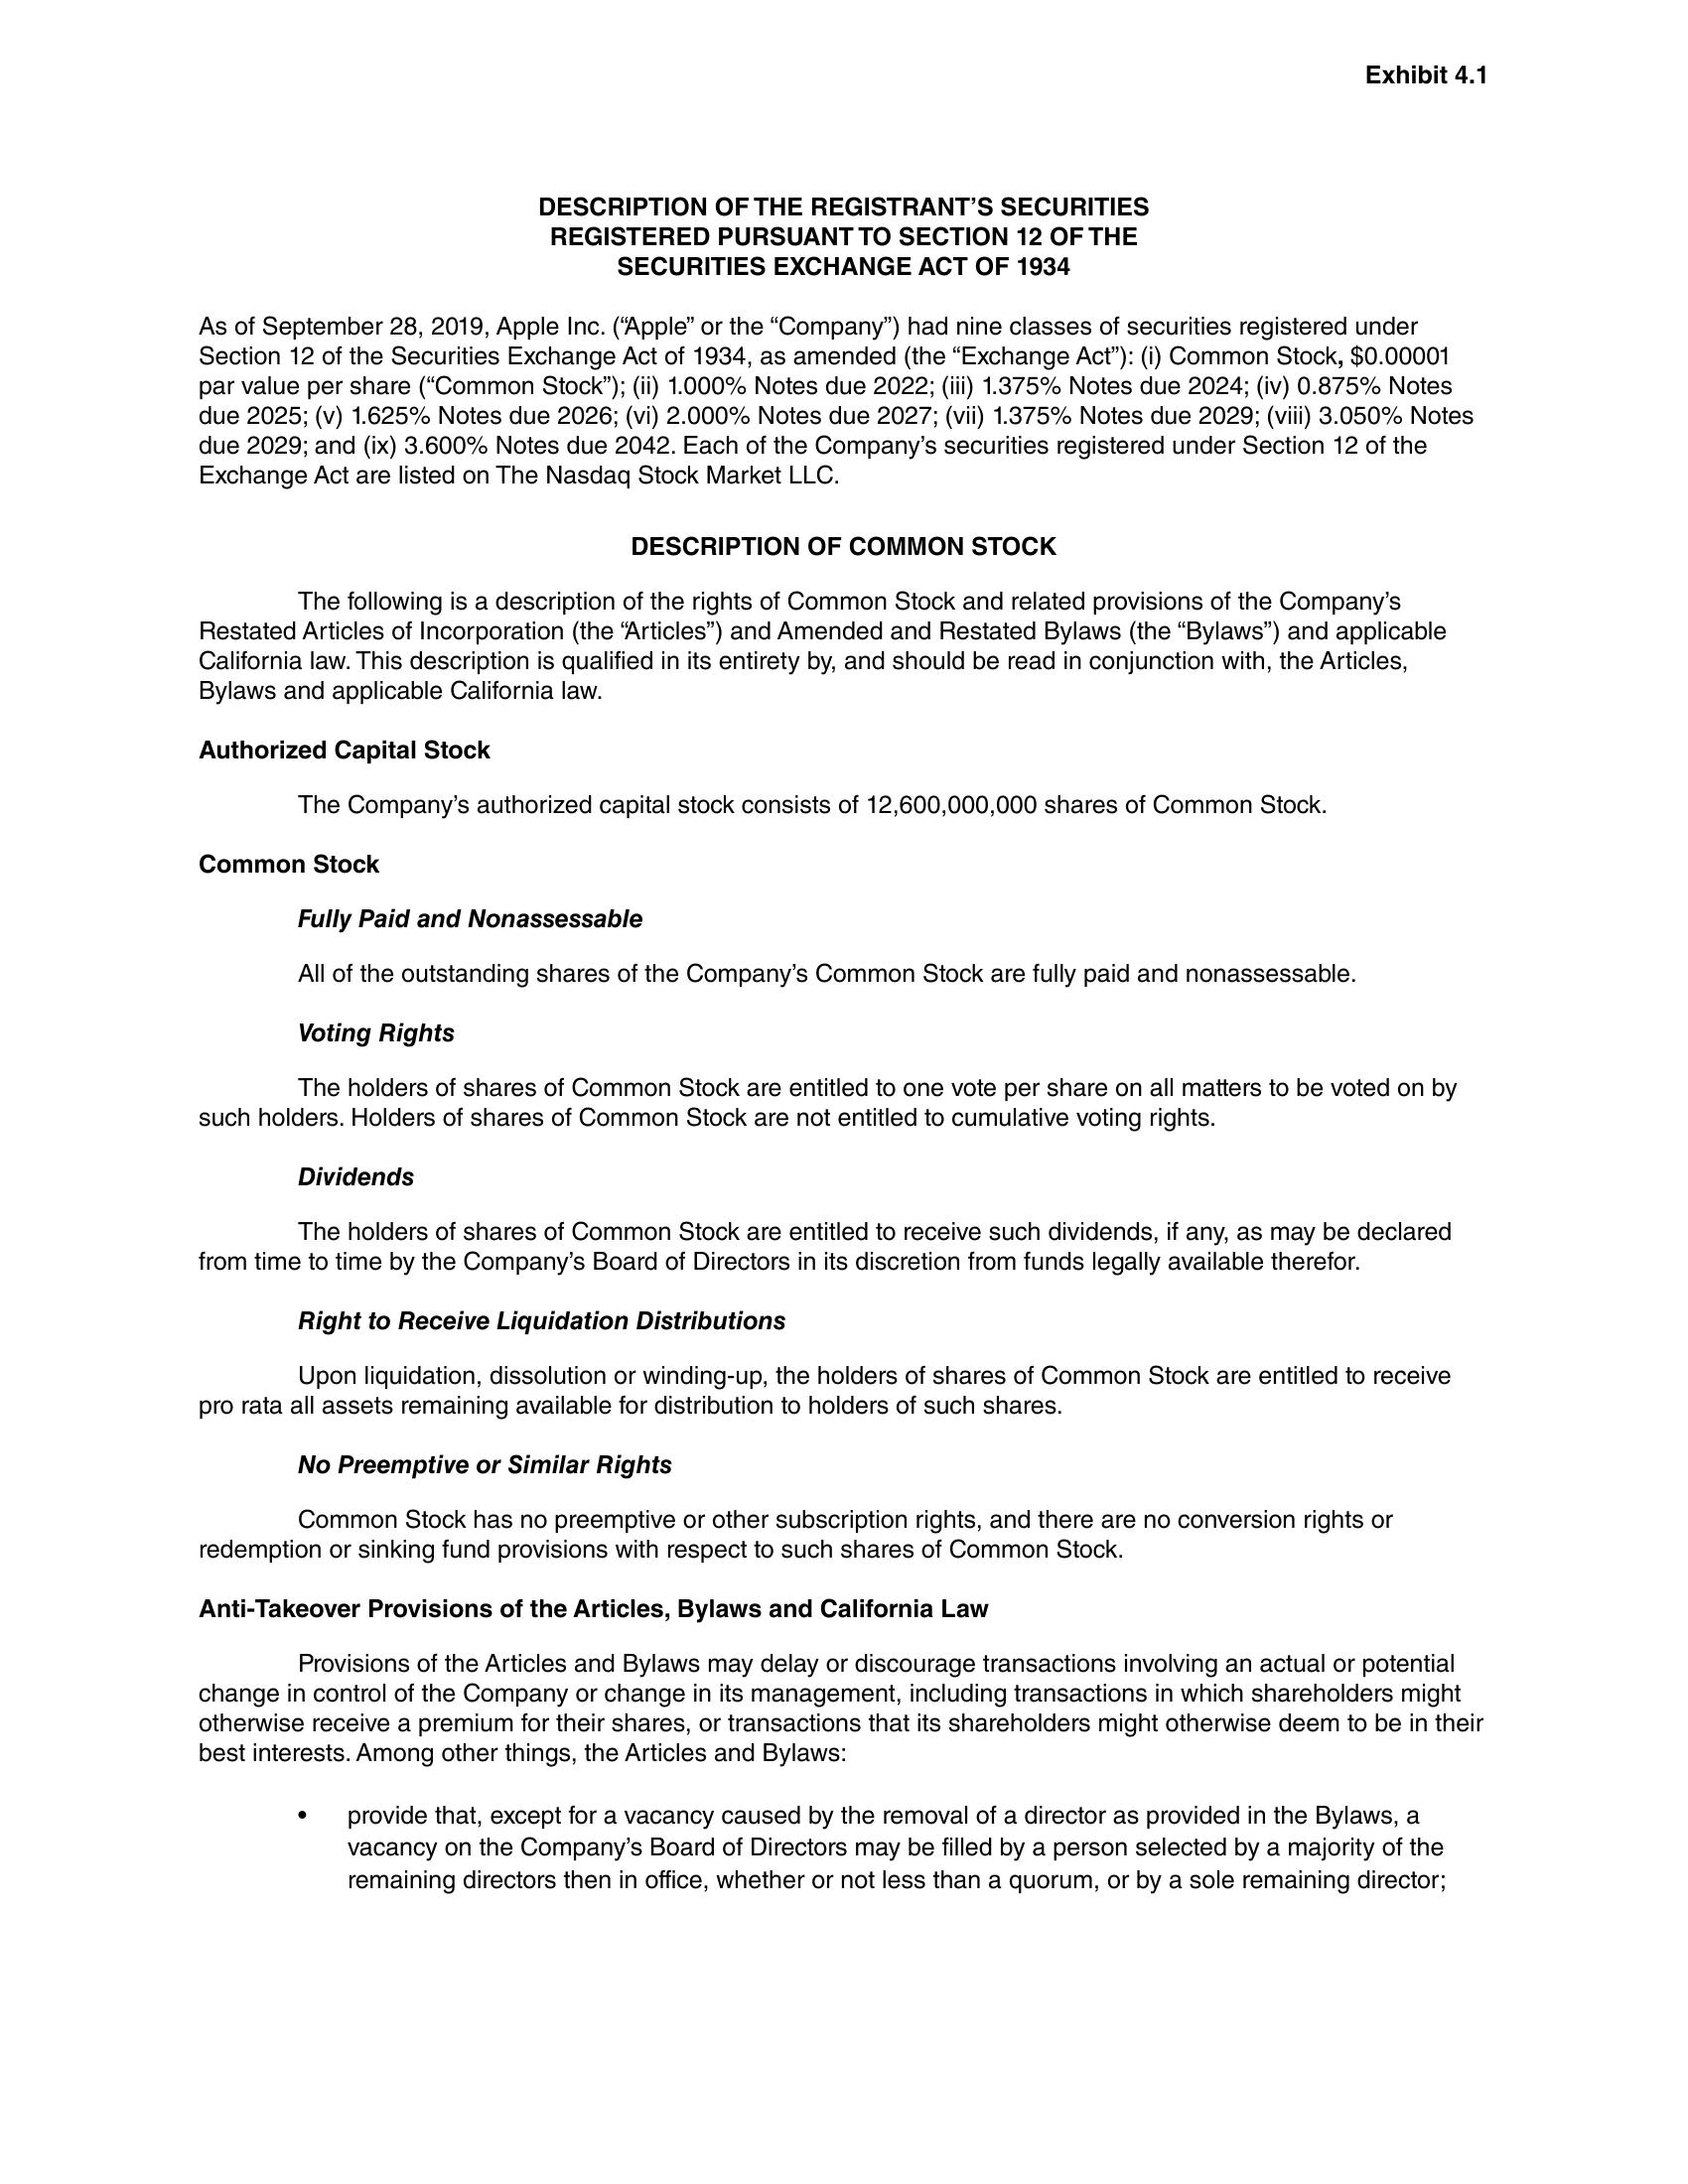 Exhibit 4.1
DESCRIPTION OF THE REGISTRANT’S SECURITIES
REGISTERED PURSUANT TO SECTION 12 OF THE
SECURITIES EXCHANGE ACT OF 1934
As of September 28, 2019, Apple Inc. (“Apple” or the “Company”) had nine classes of securities registered under
Section 12 of the Securities Exchange Act of 1934, as amended (the “Exchange Act”): (i) Common Stock, $0.00001
par value per share (“Common Stock”); (ii) 1.000% Notes due 2022; (iii) 1.375% Notes due 2024; (iv) 0.875% Notes
due 2025; (v) 1.625% Notes due 2026; (vi) 2.000% Notes due 2027; (vii) 1.375% Notes due 2029; (viii) 3.050% Notes
due 2029; and (ix) 3.600% Notes due 2042. Each of the Company’s securities registered under Section 12 of the
Exchange Act are listed on The Nasdaq Stock Market LLC.
DESCRIPTION OF COMMON STOCK
The following is a description of the rights of Common Stock and related provisions of the Company’s
Restated Articles of Incorporation (the “Articles”) and Amended and Restated Bylaws (the “Bylaws”) and applicable
California law. This description is qualified in its entirety by, and should be read in conjunction with, the Articles,
Bylaws and applicable California law.
Authorized Capital Stock
The Company’s authorized capital stock consists of 12,600,000,000 shares of Common Stock.
Common Stock
Fully Paid and Nonassessable
All of the outstanding shares of the Company’s Common Stock are fully paid and nonassessable.
Voting Rights
The holders of shares of Common Stock are entitled to one vote per share on all matters to be voted on by
such holders. Holders of shares of Common Stock are not entitled to cumulative voting rights.
Dividends
The holders of shares of Common Stock are entitled to receive such dividends, if any, as may be declared
from time to time by the Company’s Board of Directors in its discretion from funds legally available therefor.
Right to Receive Liquidation Distributions
Upon liquidation, dissolution or winding-up, the holders of shares of Common Stock are entitled to receive
pro rata all assets remaining available for distribution to holders of such shares.
No Preemptive or Similar Rights
Common Stock has no preemptive or other subscription rights, and there are no conversion rights or
redemption or sinking fund provisions with respect to such shares of Common Stock.
Anti-Takeover Provisions of the Articles, Bylaws and California Law
Provisions of the Articles and Bylaws may delay or discourage transactions involving an actual or potential
change in control of the Company or change in its management, including transactions in which shareholders might
otherwise receive a premium for their shares, or transactions that its shareholders might otherwise deem to be in their
best interests. Among other things, the Articles and Bylaws:
• provide that, except for a vacancy caused by the removal of a director as provided in the Bylaws, a
vacancy on the Company’s Board of Directors may be filled by a person selected by a majority of the
remaining directors then in office, whether or not less than a quorum, or by a sole remaining director;